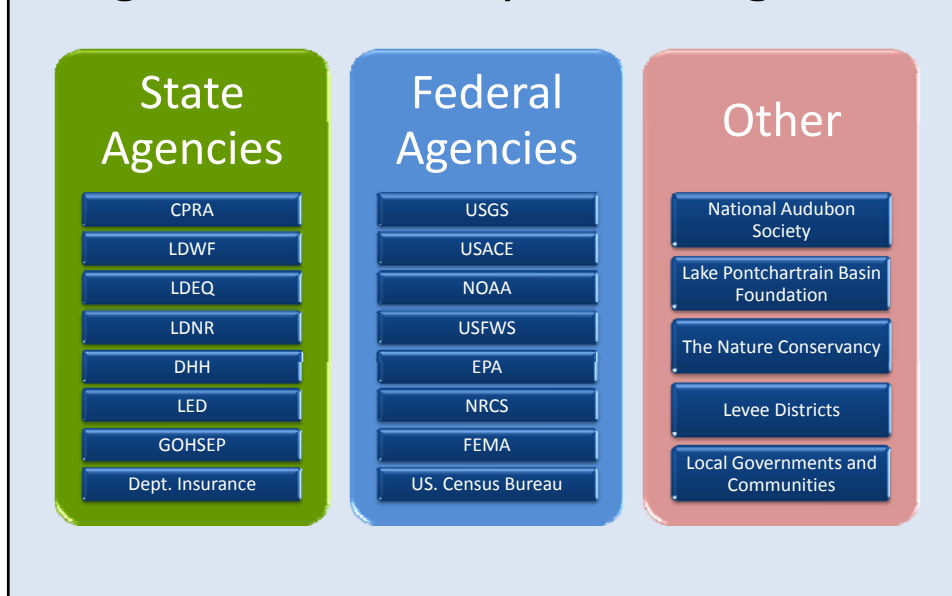 State
Agencies
CPRA
LDWF
LDEQ
LDNR
DHH
LED
GOHSEP
Dept. Insurance
Federal
Agencies
USGS
USACE
NOAA
USFWS
EPA
NRCS
FEMA
US. Census Bureau
Other
National Audubon
Society
Lake Pontchartrain Basin
Foundation
The Nature Conservancy
Levee Districts
Local Governments and
Communities